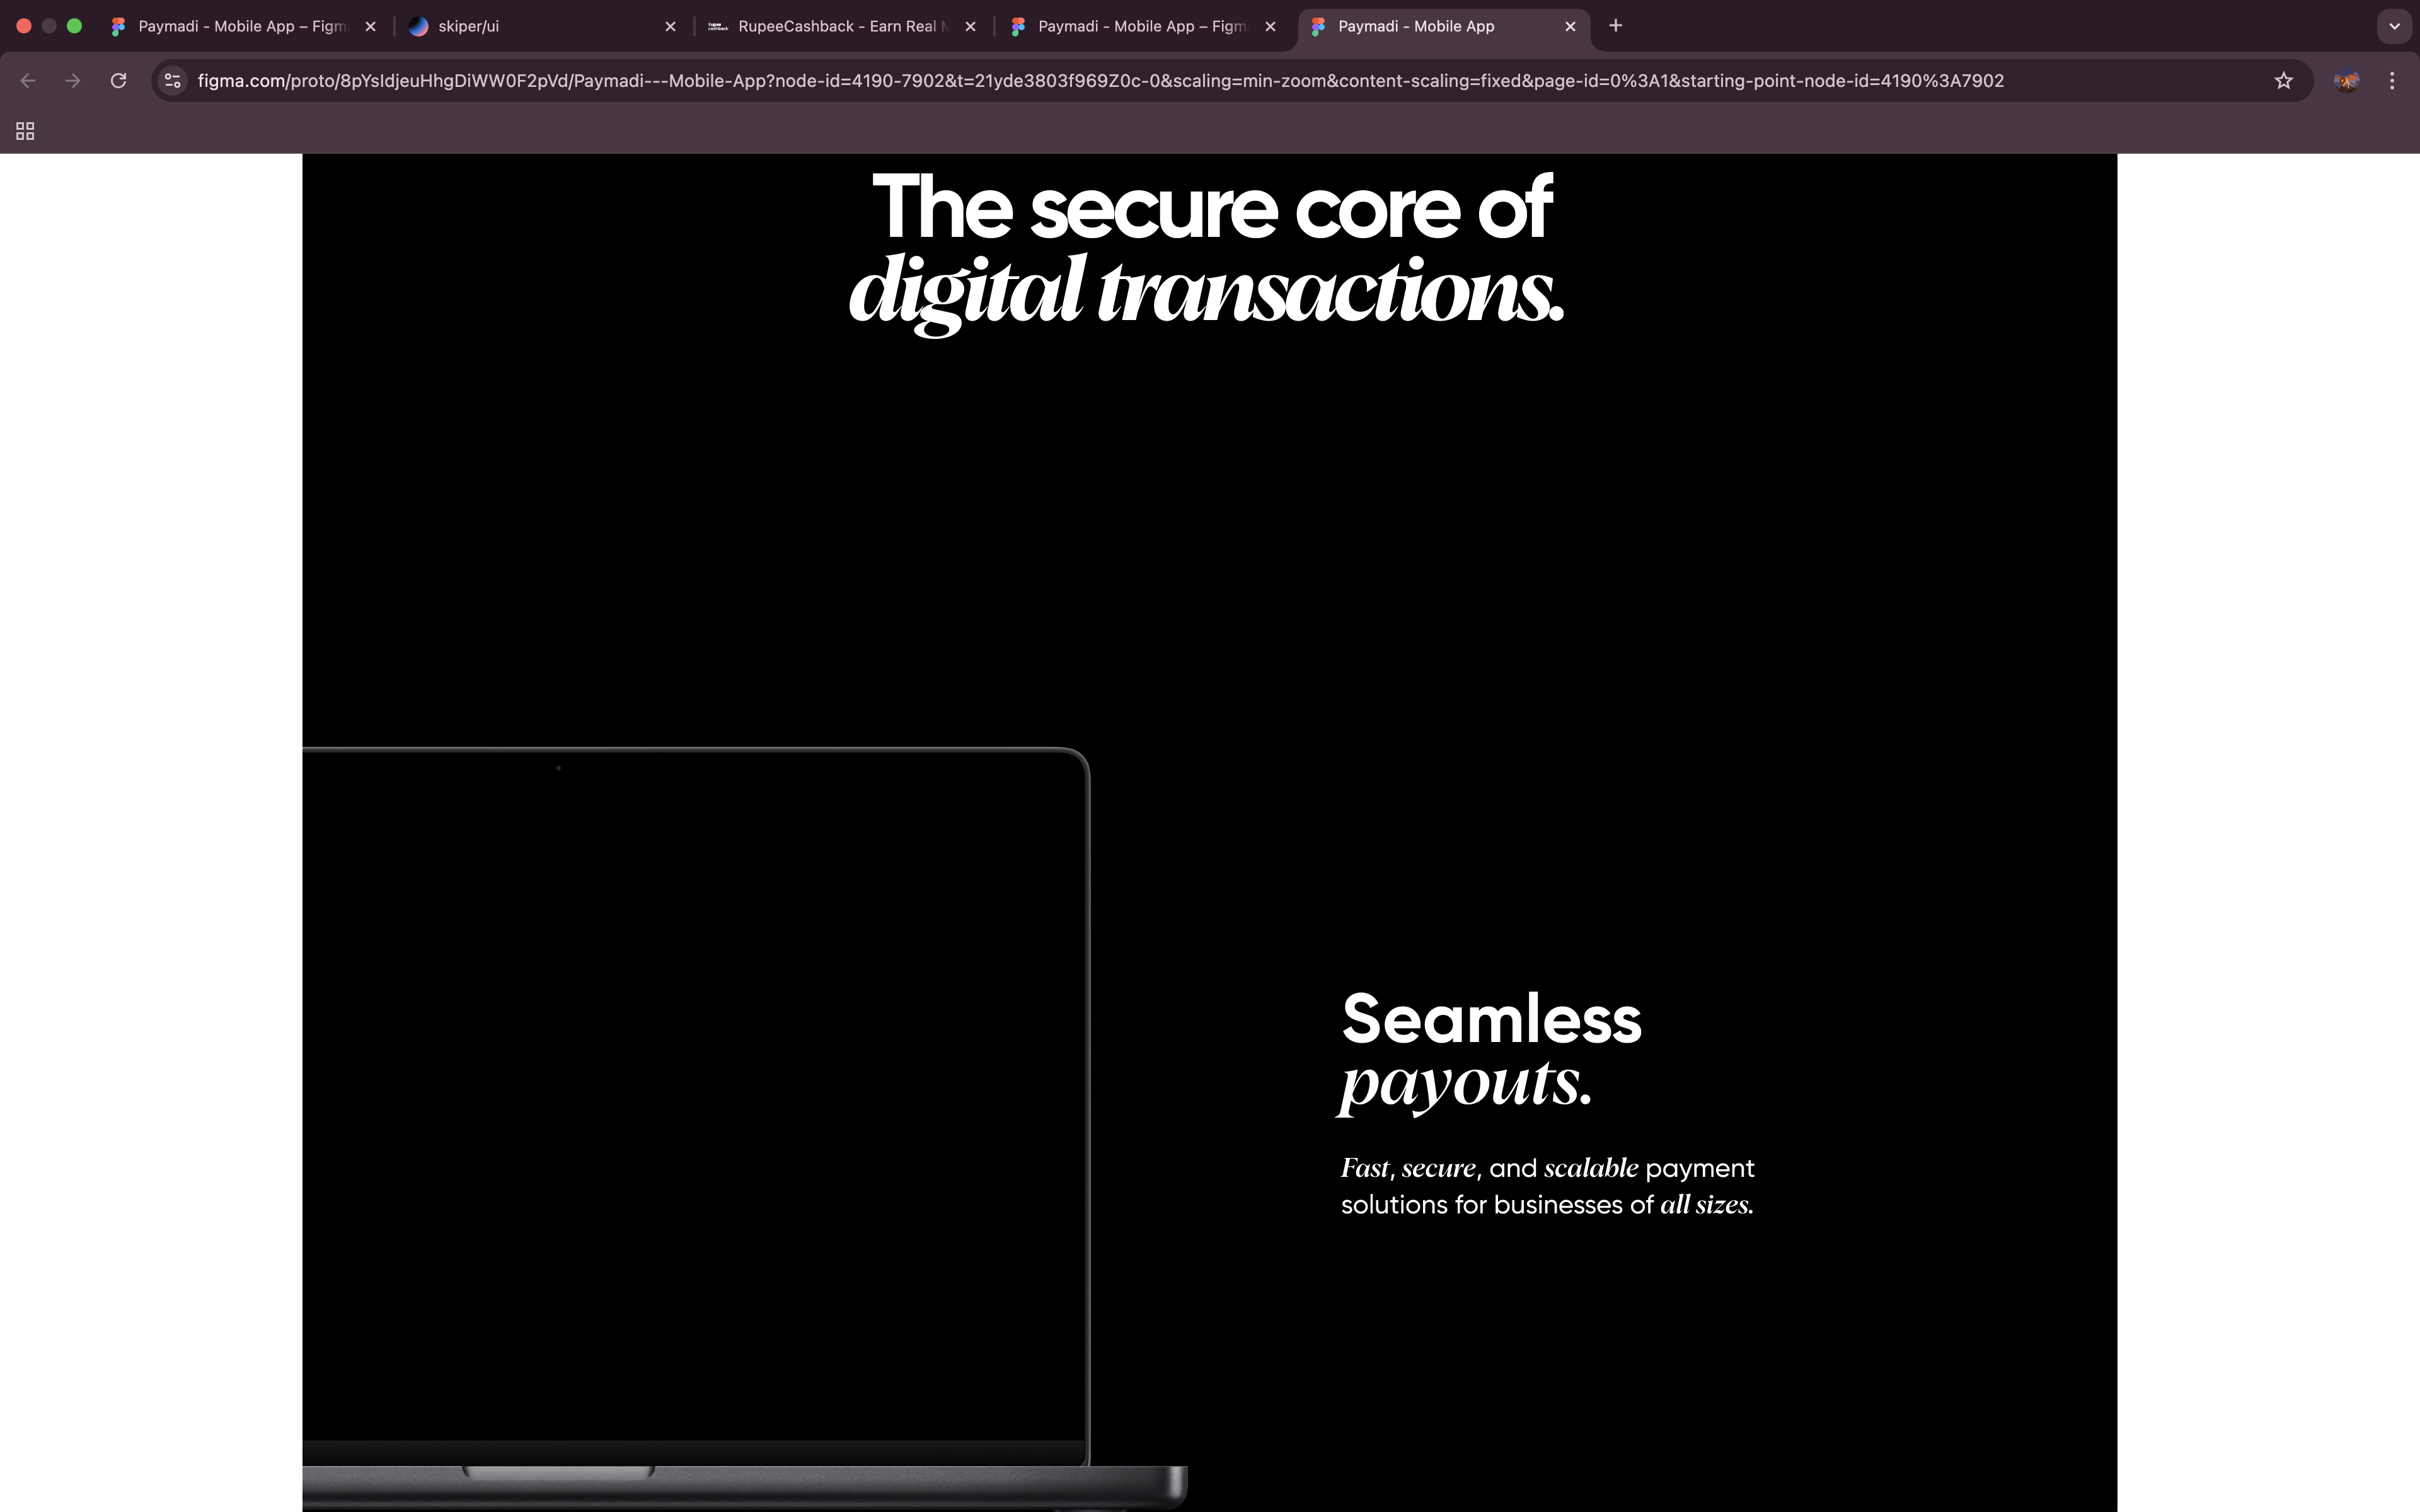 Paymadi - Mobile App – Figm
skiper/ui
RupeeCashback - Earn Real
Paymadi - Mobile App – Figm
Paymadi - Mobile App
figma.com/proto/8pYsldjeuHhgDiWW0F2pVd/Paymadi---Mobile-App?node-id=4190-7902&t=21yde3803f969Z0c-0&scaling=min-zoom&content-scaling=fixed&page-id=0%3A1&starting-point-node-id=4190%3A7902
The secure core of
digital transactions.
Seamless
payouts.
Fast, secure, and scalable payment
solutions for businesses of all sizes.